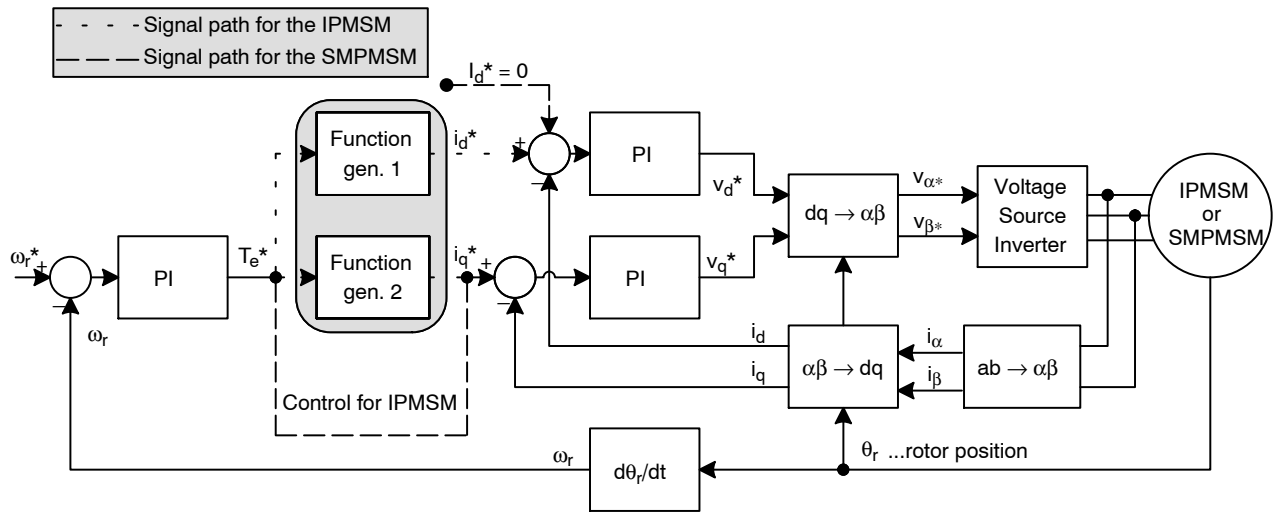 Signal path for the IPMSM
Signal path for the SMPMSM
I_d* = 0
Function
gen. 1
i_d*
+
−
PI
v_d*
dq → αβ
v_α*
v_β*
Voltage
Source
Inverter
IPMSM
or
SMPMSM
ω_r*
+
−
PI
T_e*
Function
gen. 2
i_q*
+
−
PI
v_q*
ω_r
i_d
i_q
αβ → dq
i_α
i_β
ab → αβ
Control for IPMSM
ω_r
dθ_r/dt
θ_r ...rotor position